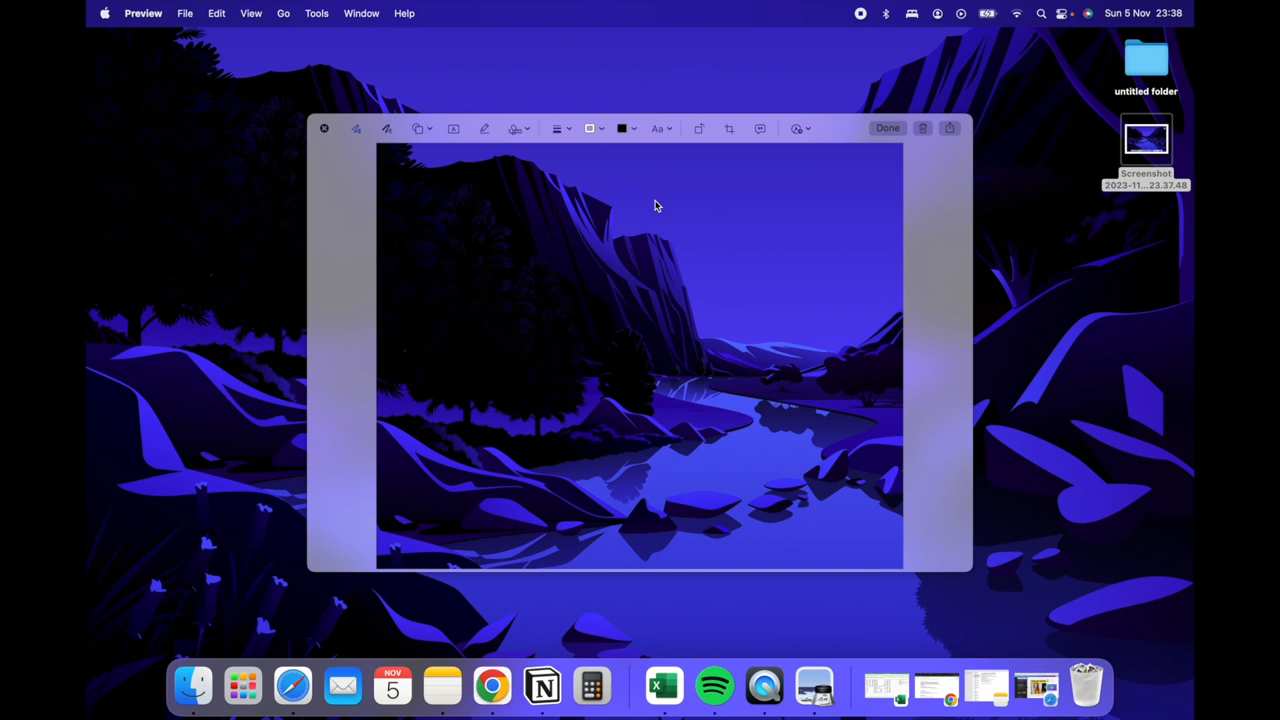 Preview File Edit View Go Tools Window Help Sun 5 Nov 23:38
untitled folder
Aa Done
Screenshot
2023-11...23.37.48
NOV
5